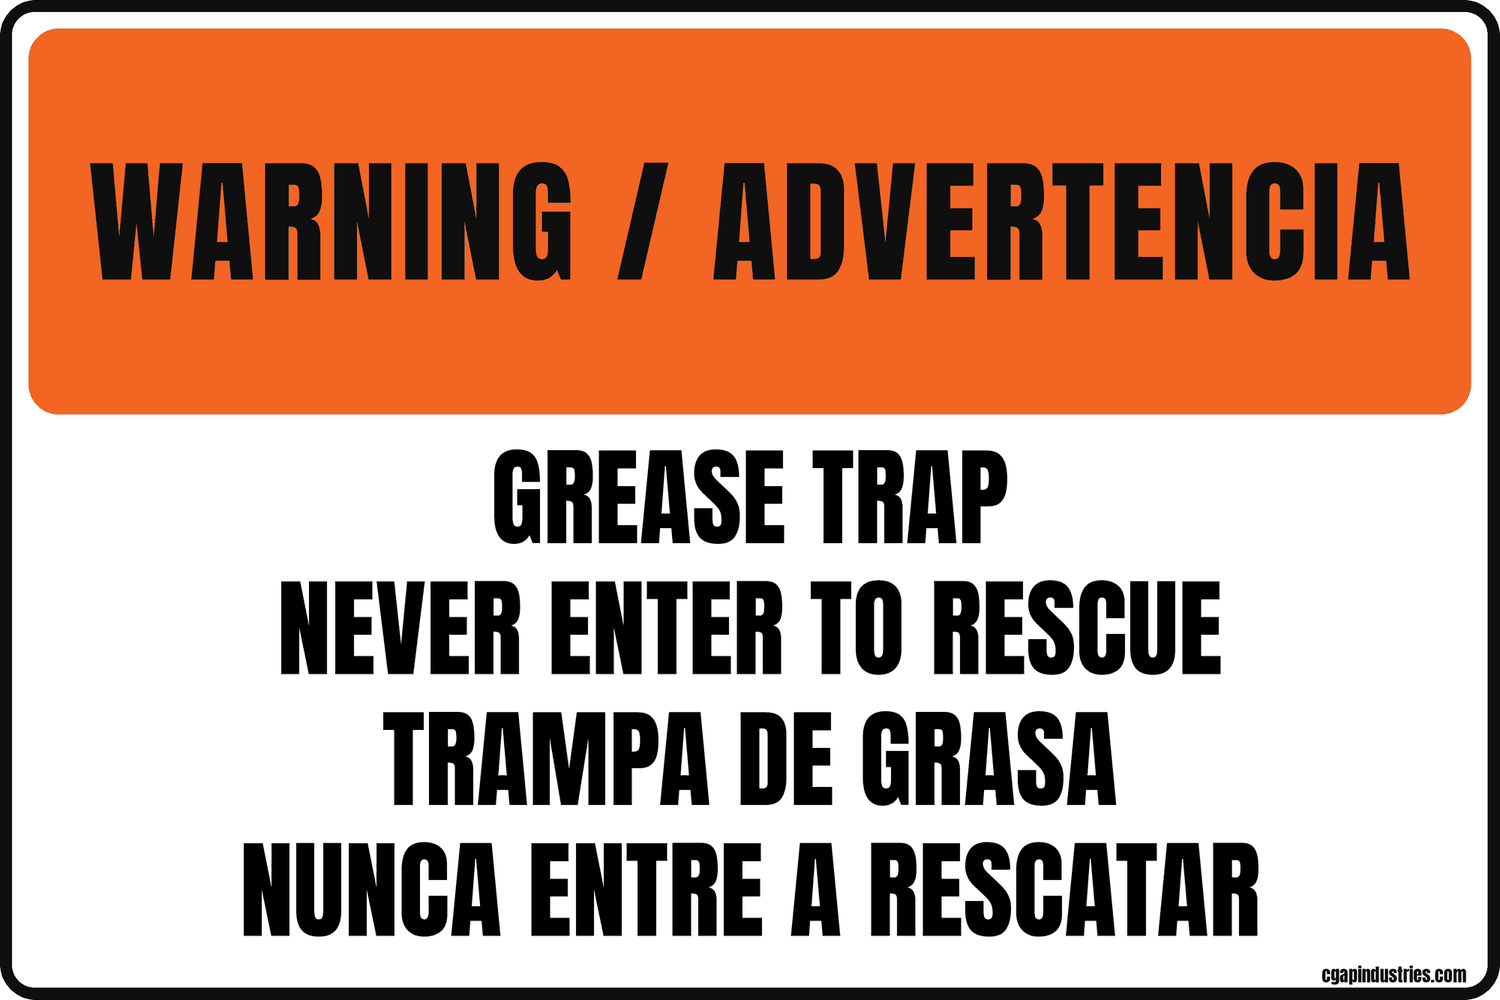 WARNING / ADVERTENCIA
GREASE TRAP
NEVER ENTER TO RESCUE
TRAMPA DE GRASA
NUNCA ENTRE A RESCATAR
cgapindustries.com